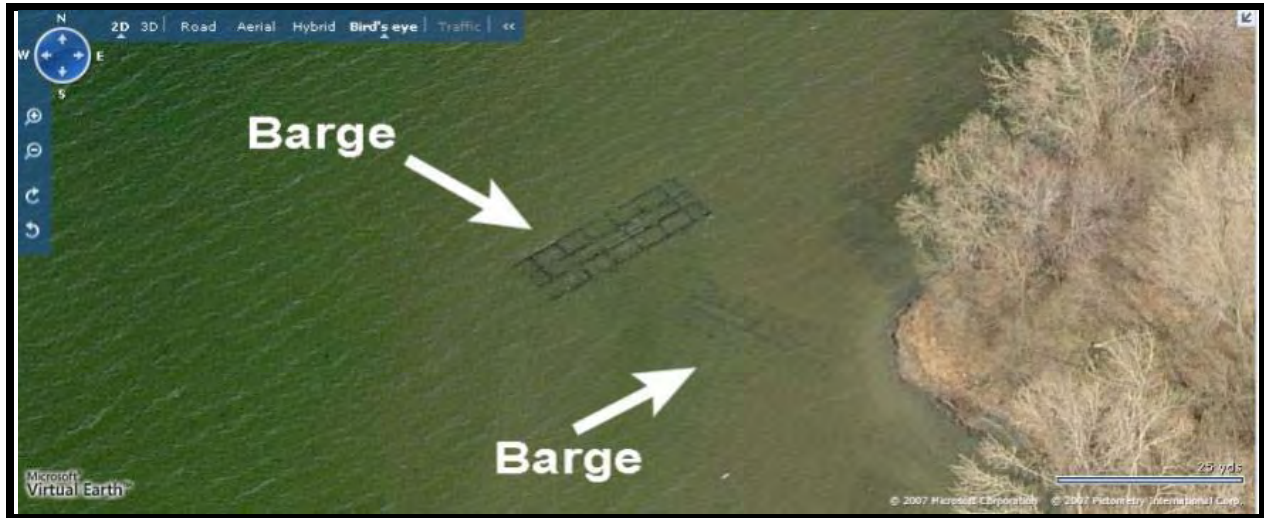 N
2D 3D Road Aerial Hybrid Bird's eye Traffic <<
W E
S
Barge
Barge
25 yds
Microsoft
Virtual Earth™
© 2007 Microsoft Corporation © 2007 Pictometry International Corp.